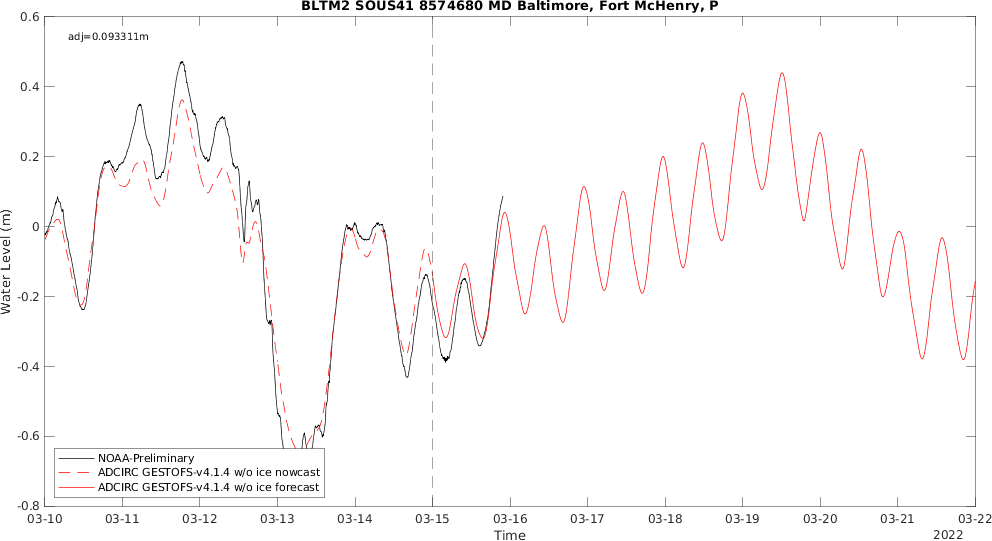 BLTM2 SOUS41 8574680 MD Baltimore, Fort McHenry, P
adj=0.093311m
0.6
0.4
0.2
0
-0.2
-0.4
-0.6
-0.8
Water Level (m)
NOAA-Preliminary
ADCIRC GESTOFS-v4.1.4 w/o ice nowcast
ADCIRC GESTOFS-v4.1.4 w/o ice forecast
03-10 03-11 03-12 03-13 03-14 03-15 03-16 03-17 03-18 03-19 03-20 03-21 03-22
Time
2022